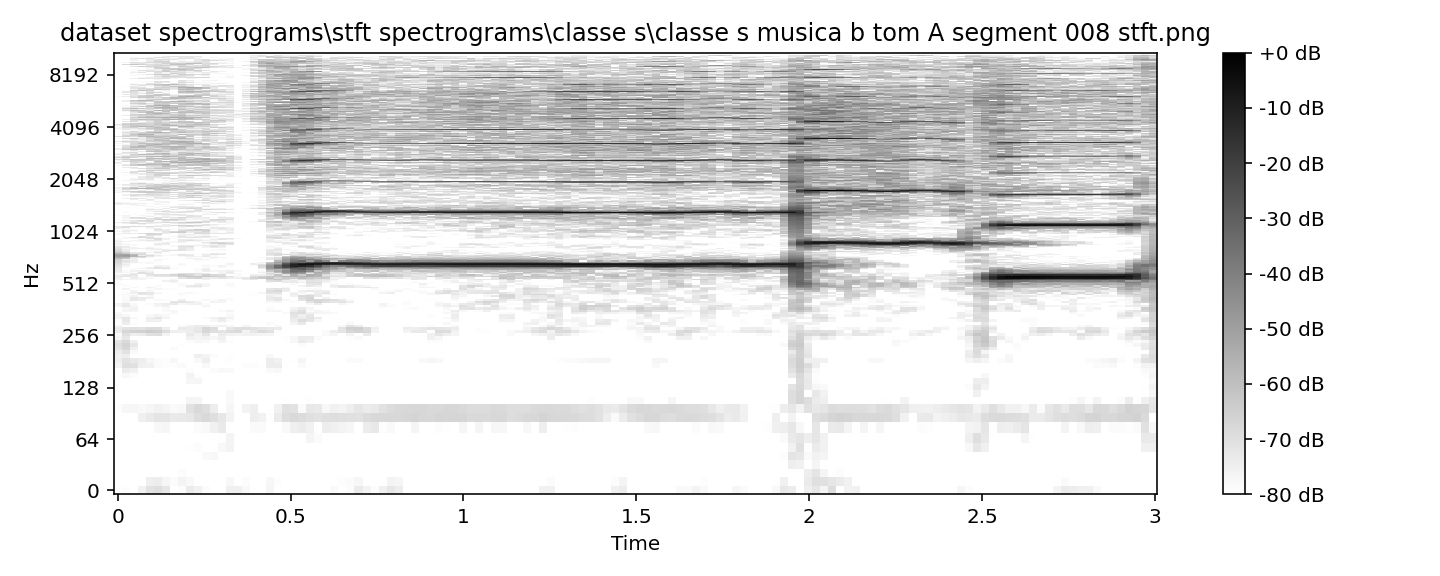 dataset spectrograms\stft spectrograms\classe s\classe s musica b tom A segment 008 stft.png
8192
4096
2048
1024
512
256
128
64
0
Hz
0
0.5
1
1.5
2
2.5
3
Time
+0 dB
-10 dB
-20 dB
-30 dB
-40 dB
-50 dB
-60 dB
-70 dB
-80 dB